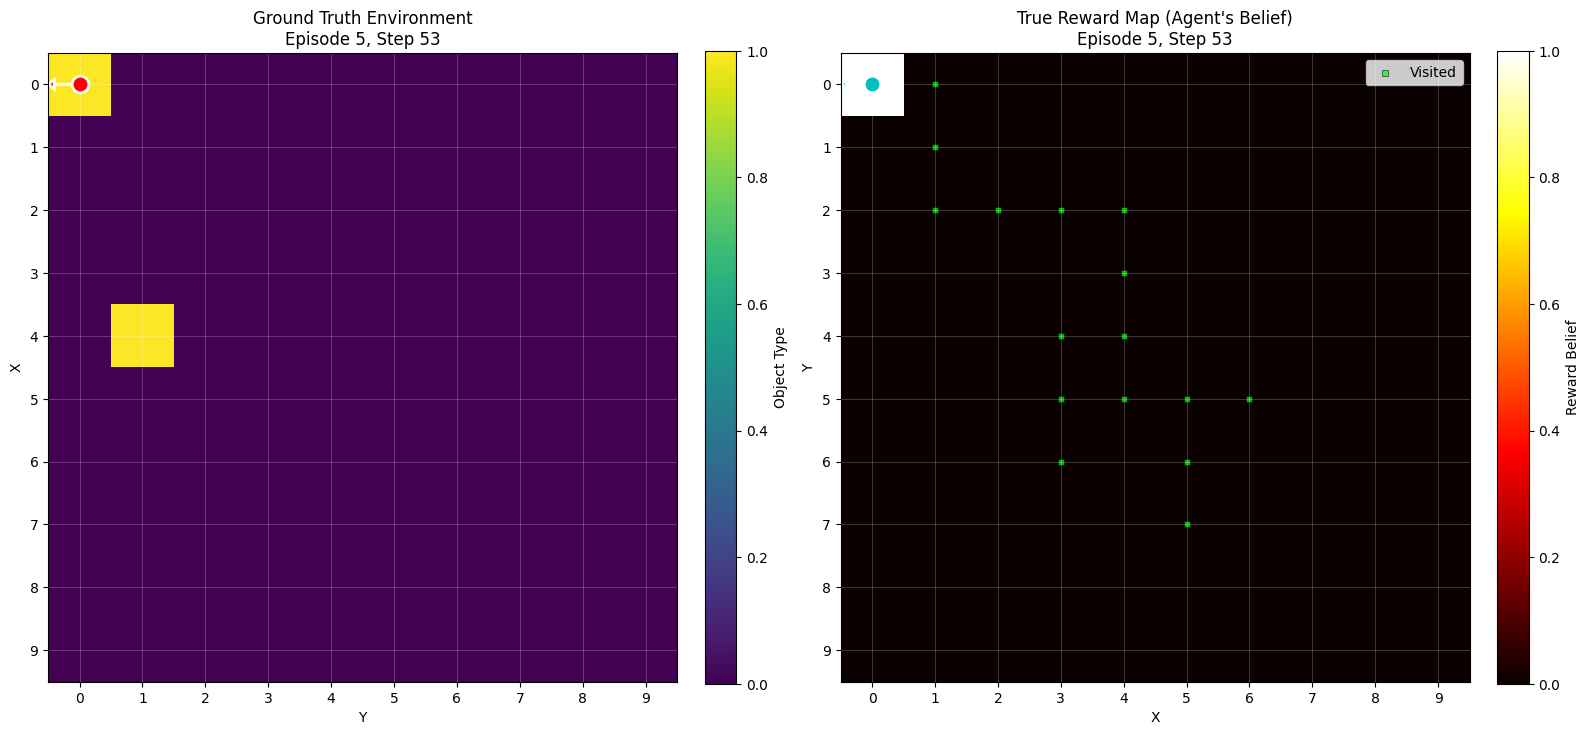 Ground Truth Environment
Episode 5, Step 53
0
1
2
3
4
5
6
7
8
9
X
0 1 2 3 4 5 6 7 8 9
Y
1.0
0.8
0.6
0.4
0.2
0.0
Object Type
True Reward Map (Agent's Belief)
Episode 5, Step 53
Visited
0
1
2
3
4
5
6
7
8
9
Y
0 1 2 3 4 5 6 7 8 9
X
1.0
0.8
0.6
0.4
0.2
0.0
Reward Belief